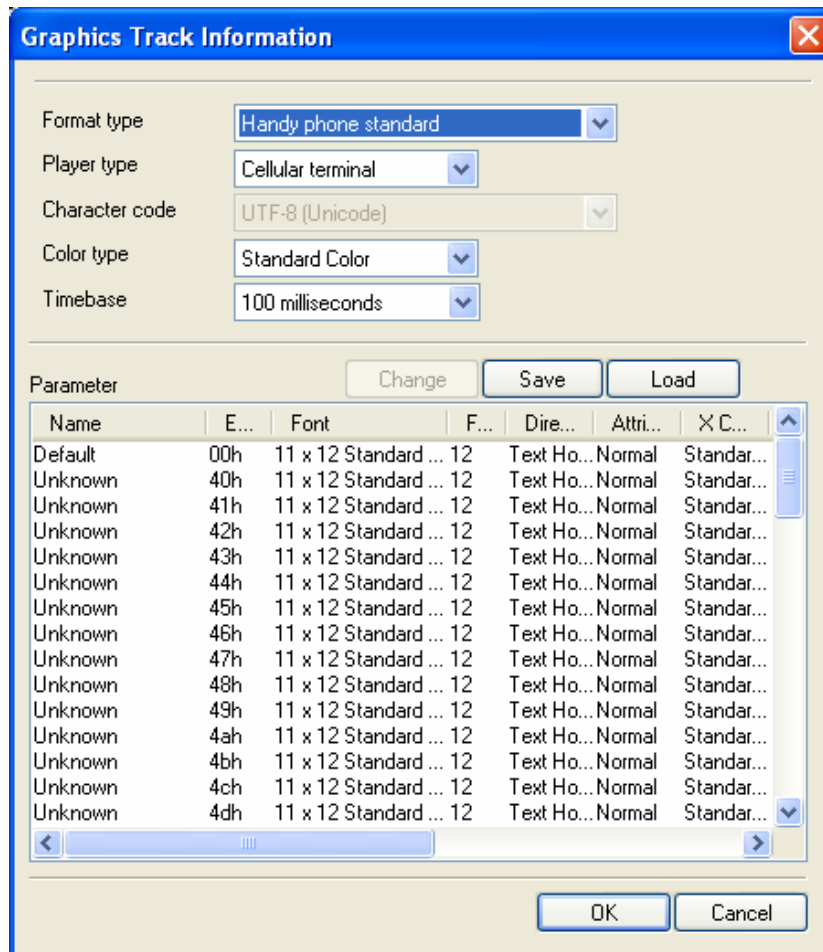 Graphics Track Information
Format type Handy phone standard
Player type Cellular terminal
Character code UTF-8 (Unicode)
Color type Standard Color
Timebase 100 milliseconds
Parameter Change Save Load
Name E... Font F... Dire... Attri... X C...
Default 00h 11 x 12 Standard ... 12 Text Ho... Normal Standar...
Unknown 40h 11 x 12 Standard ... 12 Text Ho... Normal Standar...
Unknown 41h 11 x 12 Standard ... 12 Text Ho... Normal Standar...
Unknown 42h 11 x 12 Standard ... 12 Text Ho... Normal Standar...
Unknown 43h 11 x 12 Standard ... 12 Text Ho... Normal Standar...
Unknown 44h 11 x 12 Standard ... 12 Text Ho... Normal Standar...
Unknown 45h 11 x 12 Standard ... 12 Text Ho... Normal Standar...
Unknown 46h 11 x 12 Standard ... 12 Text Ho... Normal Standar...
Unknown 47h 11 x 12 Standard ... 12 Text Ho... Normal Standar...
Unknown 48h 11 x 12 Standard ... 12 Text Ho... Normal Standar...
Unknown 49h 11 x 12 Standard ... 12 Text Ho... Normal Standar...
Unknown 4ah 11 x 12 Standard ... 12 Text Ho... Normal Standar...
Unknown 4bh 11 x 12 Standard ... 12 Text Ho... Normal Standar...
Unknown 4ch 11 x 12 Standard ... 12 Text Ho... Normal Standar...
Unknown 4dh 11 x 12 Standard ... 12 Text Ho... Normal Standar...
OK Cancel